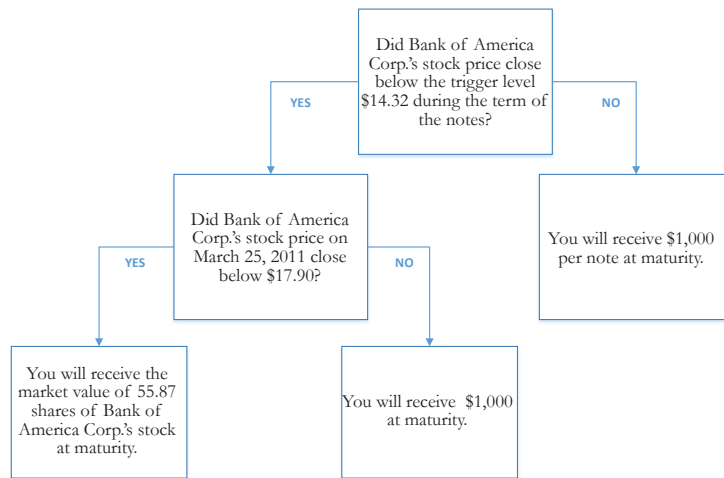 Did Bank of America
Corp.'s stock price close
below the trigger level
$14.32 during the term of
the notes?
YES
NO
Did Bank of America
Corp.'s stock price on
March 25, 2011 close
below $17.90?
You will receive $1,000
per note at maturity.
YES
NO
You will receive the
market value of 55.87
shares of Bank of
America Corp.'s stock
at maturity.
You will receive $1,000
at maturity.